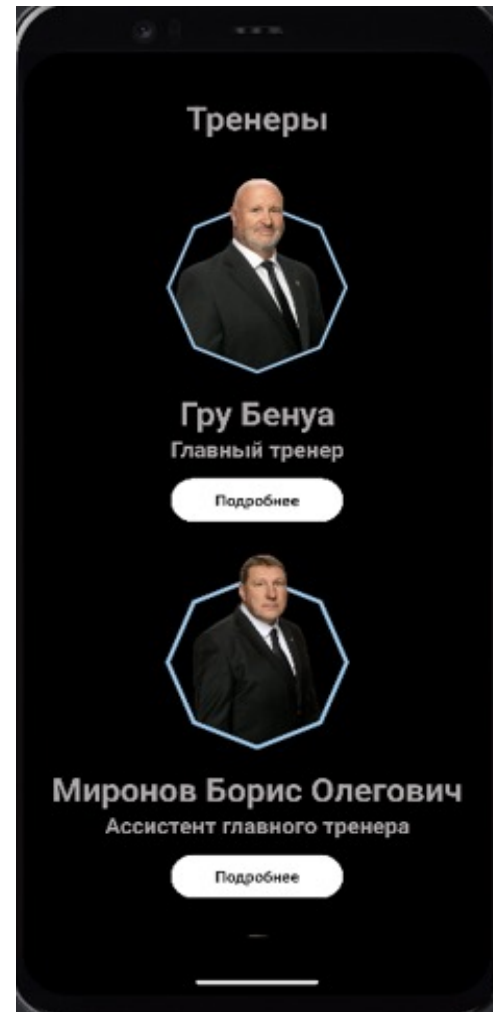 Тренеры
Гру Бенуа
Главный тренер
Подробнее
Миронов Борис Олегович
Ассистент главного тренера
Подробнее